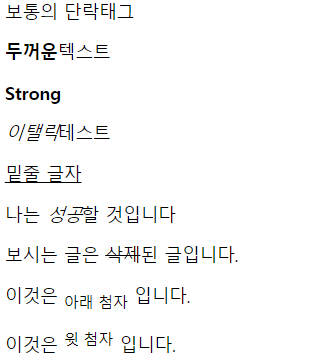 보통의 단락태그
두꺼운텍스트
Strong
이탤릭테스트
밑줄 글자
나는 성공할 것입니다
보시는 글은 삭제된 글입니다.
이것은 아래 첨자 입니다.
이것은 윗 첨자 입니다.